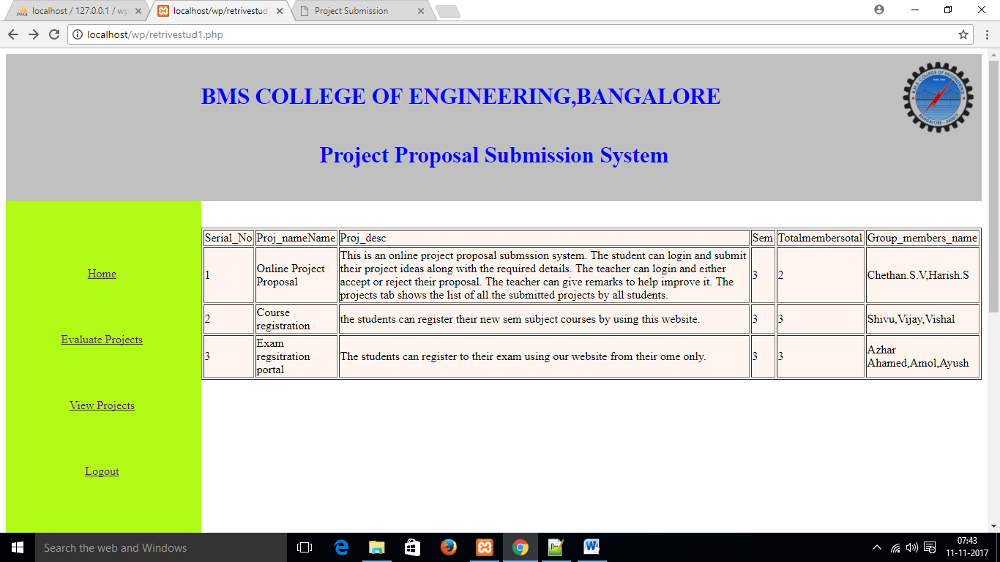 localhost / 127.0.0.1 / wp
localhost/wp/retrivestud
Project Submission
localhost/wp/retrivestud1.php
BMS COLLEGE OF ENGINEERING,BANGALORE
Project Proposal Submission System
Home
Evaluate Projects
View Projects
Logout
Serial_No Proj_nameName Proj_desc Sem Totalmembersotal Group_members_name
1
Online Project
Proposal
This is an online project proposal submssion system. The student can login and submit
their project ideas along with the required details. The teacher can login and either
accept or reject their proposal. The teacher can give remarks to help improve it. The
projects tab shows the list of all the submitted projects by all students.
3
2
Chethan.S.V,Harish.S
2
Course
registration
the students can register their new sem subject courses by using this website.
3
3
Shivu,Vijay,Vishal
3
Exam
regsitration
portal
The students can register to their exam using our website from their ome only.
3
3
Azhar
Ahamed,Amol,Ayush
Search the web and Windows
07:43
11-11-2017